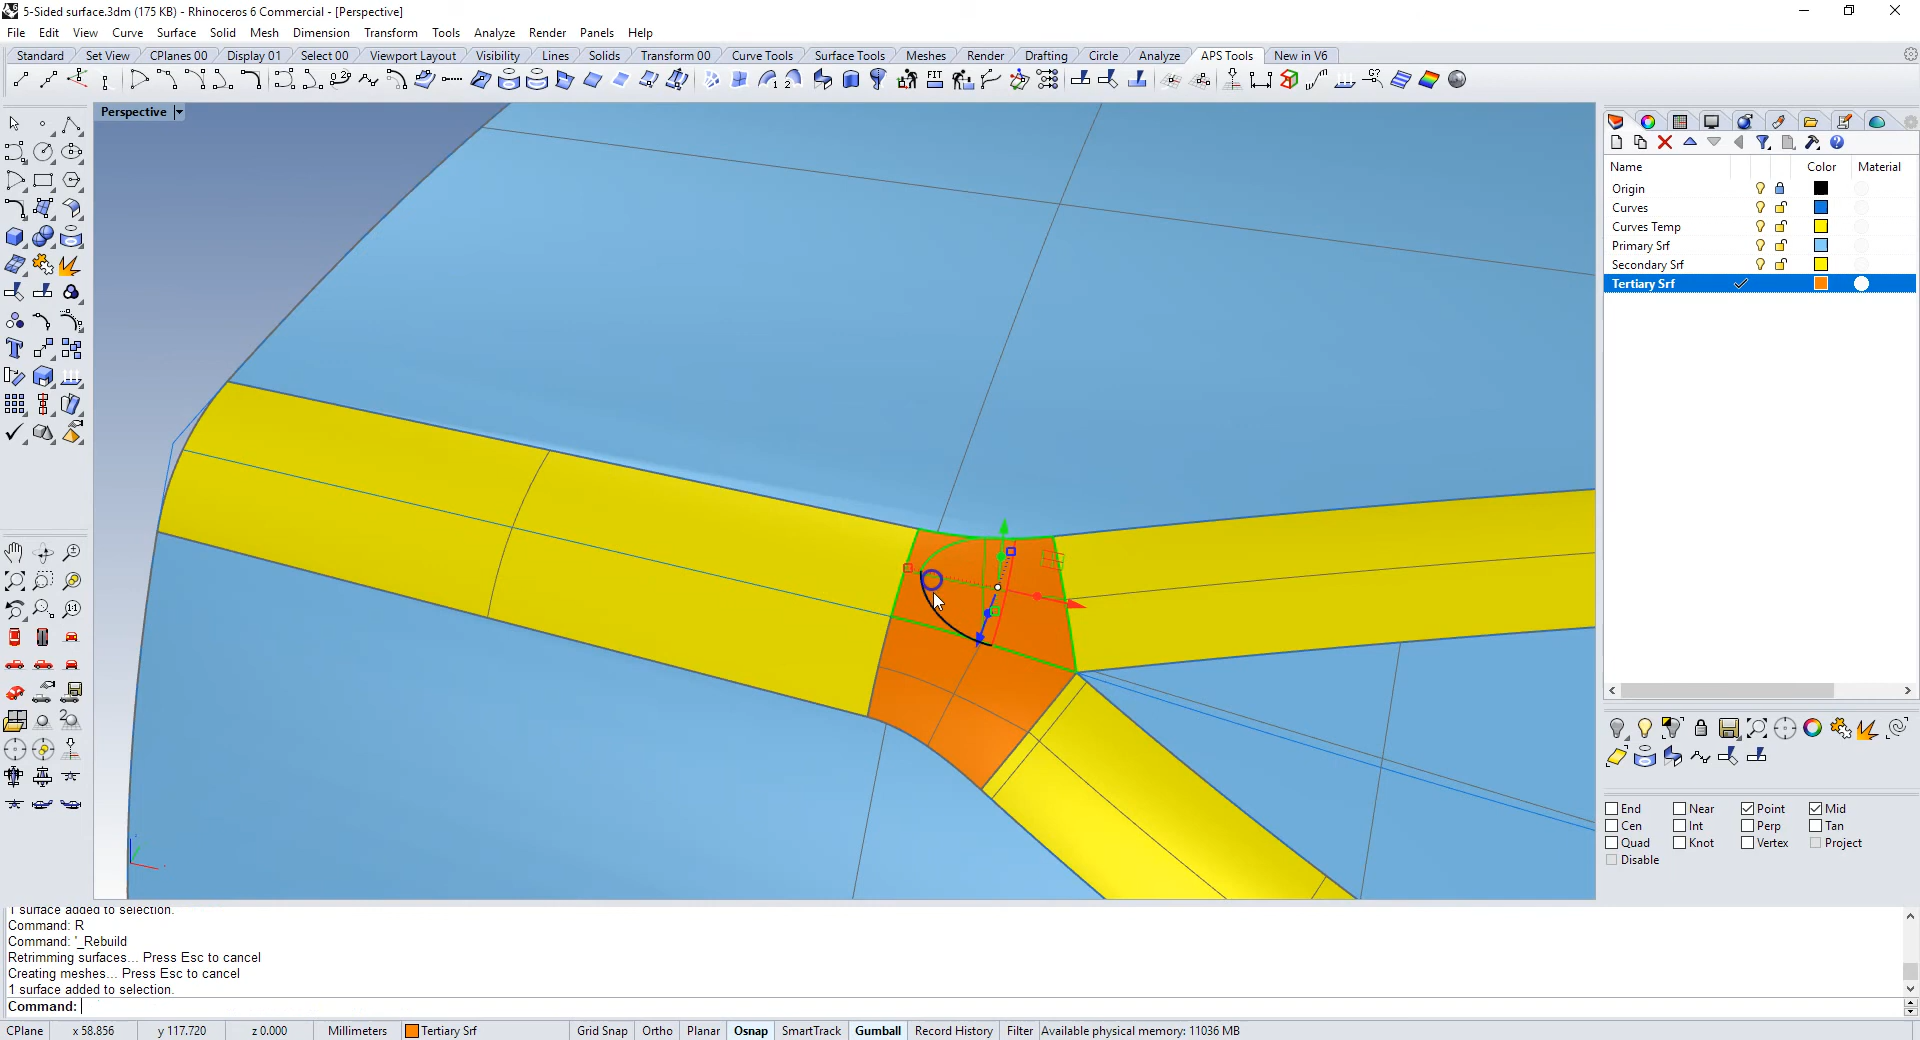 5-Sided surface.3dm (175 KB) - Rhinoceros 6 Commercial - [Perspective]
File Edit View Curve Surface Solid Mesh Dimension Transform Tools Analyze Render Panels Help
Standard Set View CPlanes 00 Display 01 Select 00 Viewport Layout Visibility Lines Solids Transform 00 Curve Tools Surface Tools Meshes Render Drafting Circle Analyze APS Tools New in V6
FIT
G?
Perspective
Name Color Material
Origin
Curves
Curves Temp
Primary Srf
Secondary Srf
Tertiary Srf
End Near Point Mid
Cen Int Perp Tan
Quad Knot Vertex Project
Disable
1 surface added to selection.
Command: R
Command: '_Rebuild
Retrimming surfaces... Press Esc to cancel
Creating meshes... Press Esc to cancel
1 surface added to selection.
Command:
CPlane x 58.856 y 117.720 z 0.000 Millimeters Tertiary Srf Grid Snap Ortho Planar Osnap SmartTrack Gumball Record History Filter Available physical memory: 11036 MB